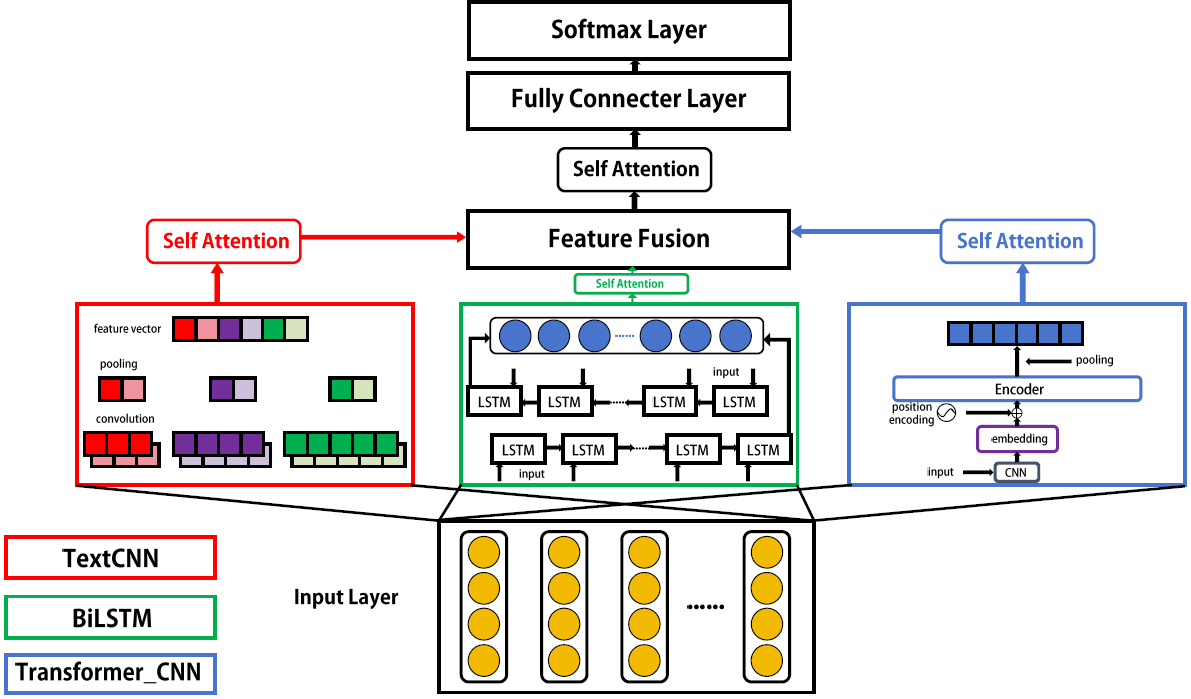 Softmax Layer
Fully Connecter Layer
Self Attention
Self Attention
Feature Fusion
Self Attention
Self Attention
feature vector
pooling
convolution
input
LSTM
LSTM
LSTM
LSTM
LSTM
LSTM
LSTM
LSTM
input
pooling
Encoder
position
encoding
embedding
input
CNN
Input Layer
TextCNN
BiLSTM
Transformer_CNN